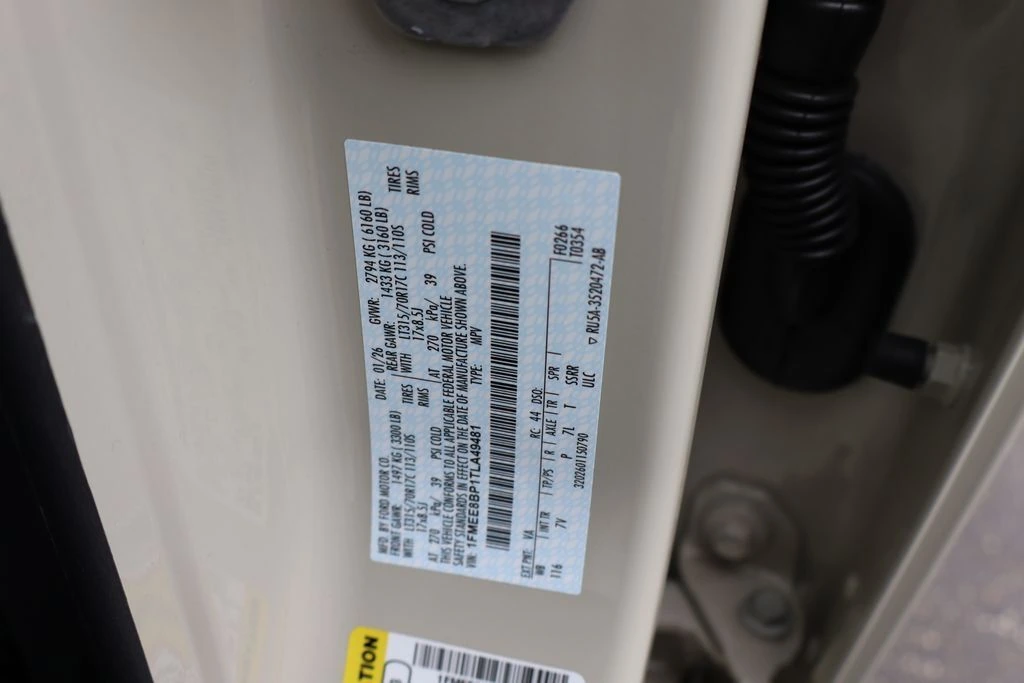 MFD. BY FORD MOTOR CO. DATE: 01/26 GVWR: 2794 KG ( 6160 LB)
FRONT GAWR: 1497 KG ( 3300 LB) REAR GAWR: 1433 KG ( 3160 LB)
WITH LT315/70R17C 113/110S TIRES WITH LT315/70R17C 113/110S TIRES
17x8.5J RIMS 17x8.5J RIMS
AT 270 kPa/ 39 PSI COLD AT 270 kPa/ 39 PSI COLD
THIS VEHICLE CONFORMS TO ALL APPLICABLE FEDERAL MOTOR VEHICLE
SAFETY STANDARDS IN EFFECT ON THE DATE OF MANUFACTURE SHOWN ABOVE.
VIN: 1FMEE8BP1TLA49481 TYPE: MPV
EXT PNT: VA RC: 44 DSO: F0266
WB INT TR TP/PS R AXLE TR SPR T0354
116 7V P 7L T SSRR
3202601150790 ULC ▽ RU5A-3520472-AB
TION